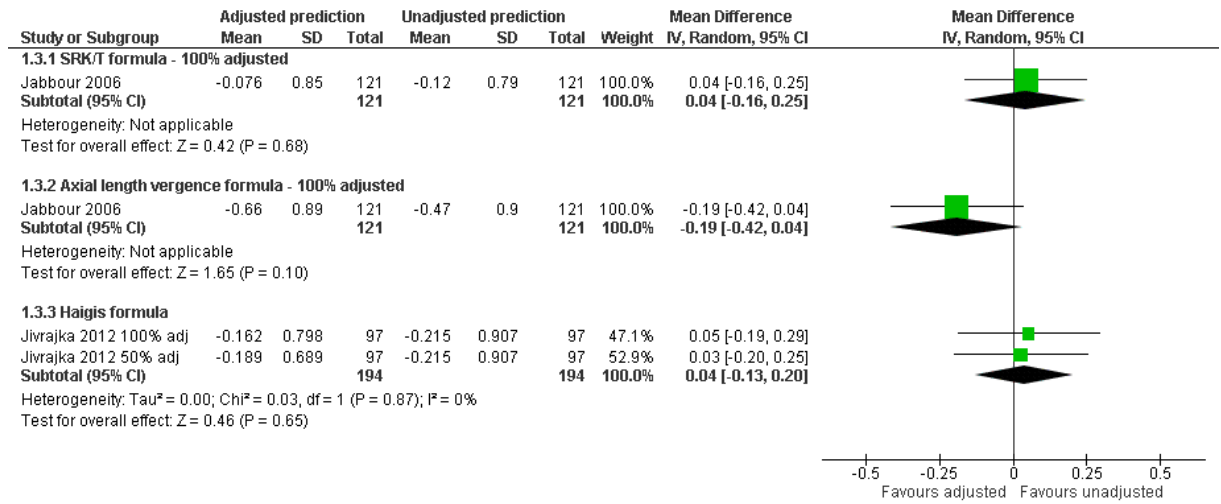 Adjusted prediction Unadjusted prediction Mean Difference Mean Difference
Study or Subgroup Mean SD Total Mean SD Total Weight IV, Random, 95% CI IV, Random, 95% CI
1.3.1 SRK/T formula - 100% adjusted
Jabbour 2006 -0.076 0.85 121 -0.12 0.79 121 100.0% 0.04 [-0.16, 0.25]
Subtotal (95% CI) 121 121 100.0% 0.04 [-0.16, 0.25]
Heterogeneity: Not applicable
Test for overall effect: Z = 0.42 (P = 0.68)
1.3.2 Axial length vergence formula - 100% adjusted
Jabbour 2006 -0.66 0.89 121 -0.47 0.9 121 100.0% -0.19 [-0.42, 0.04]
Subtotal (95% CI) 121 121 100.0% -0.19 [-0.42, 0.04]
Heterogeneity: Not applicable
Test for overall effect: Z = 1.65 (P = 0.10)
1.3.3 Haigis formula
Jivrajka 2012 100% adj -0.162 0.798 97 -0.215 0.907 97 47.1% 0.05 [-0.19, 0.29]
Jivrajka 2012 50% adj -0.189 0.689 97 -0.215 0.907 97 52.9% 0.03 [-0.20, 0.25]
Subtotal (95% CI) 194 194 100.0% 0.04 [-0.13, 0.20]
Heterogeneity: Tau² = 0.00; Chi² = 0.03, df = 1 (P = 0.87); I² = 0%
Test for overall effect: Z = 0.46 (P = 0.65)
-0.5 -0.25 0 0.25 0.5
Favours adjusted Favours unadjusted